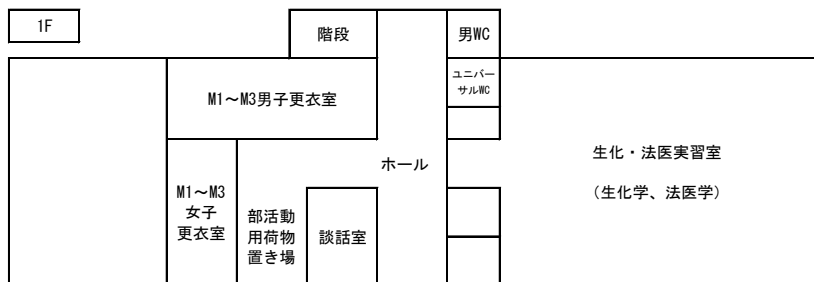 1F
階段
男WC
ユニバー
サルWC
M1～M3男子更衣室
ホール
生化・法医実習室
（生化学、法医学）
M1～M3
女子
更衣室
部活動
用荷物
置き場
談話室